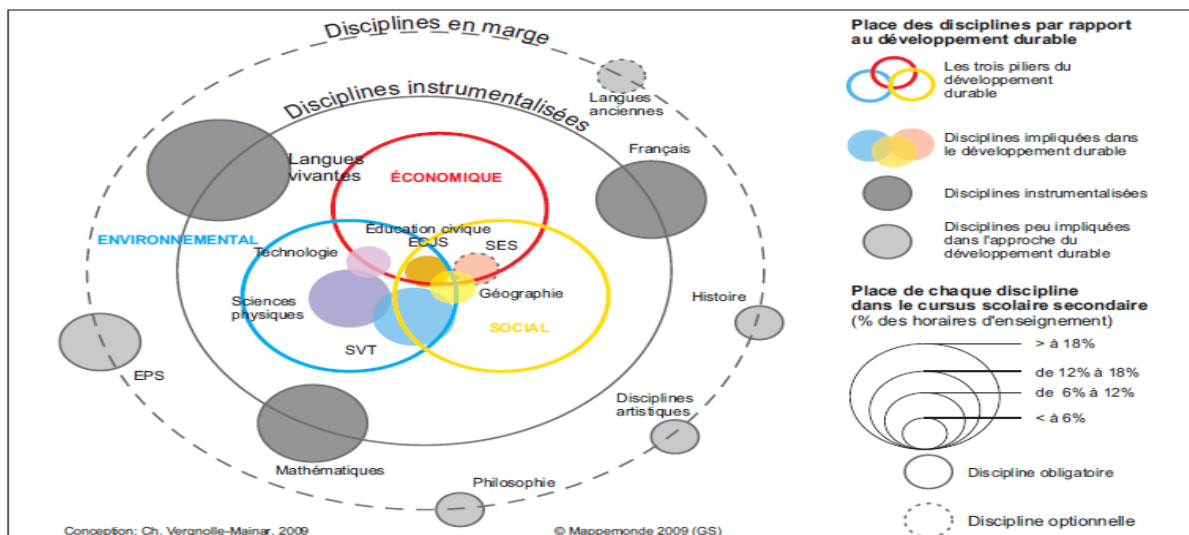 Disciplines en marge
Disciplines instrumentalisées
Langues
anciennes
Français
Langues
vivantes
ÉCONOMIQUE
ENVIRONNEMENTAL
Éducation civique
ECJS
SES
Technologie
Sciences
physiques
Géographie
Histoire
SOCIAL
SVT
EPS
Disciplines
artistiques
Mathématiques
Philosophie
Conception: Ch. Vergnolle-Mainar, 2009
© Mappemonde 2009 (GS)
Place des disciplines par rapport
au développement durable
Les trois piliers du
développement
durable
Disciplines impliquées dans
le développement durable
Disciplines instrumentalisées
Disciplines peu impliquées
dans l'approche du
développement durable
Place de chaque discipline
dans le cursus scolaire secondaire
(% des horaires d'enseignement)
> à 18%
de 12% à 18%
de 6% à 12%
< à 6%
Discipline obligatoire
Discipline optionnelle